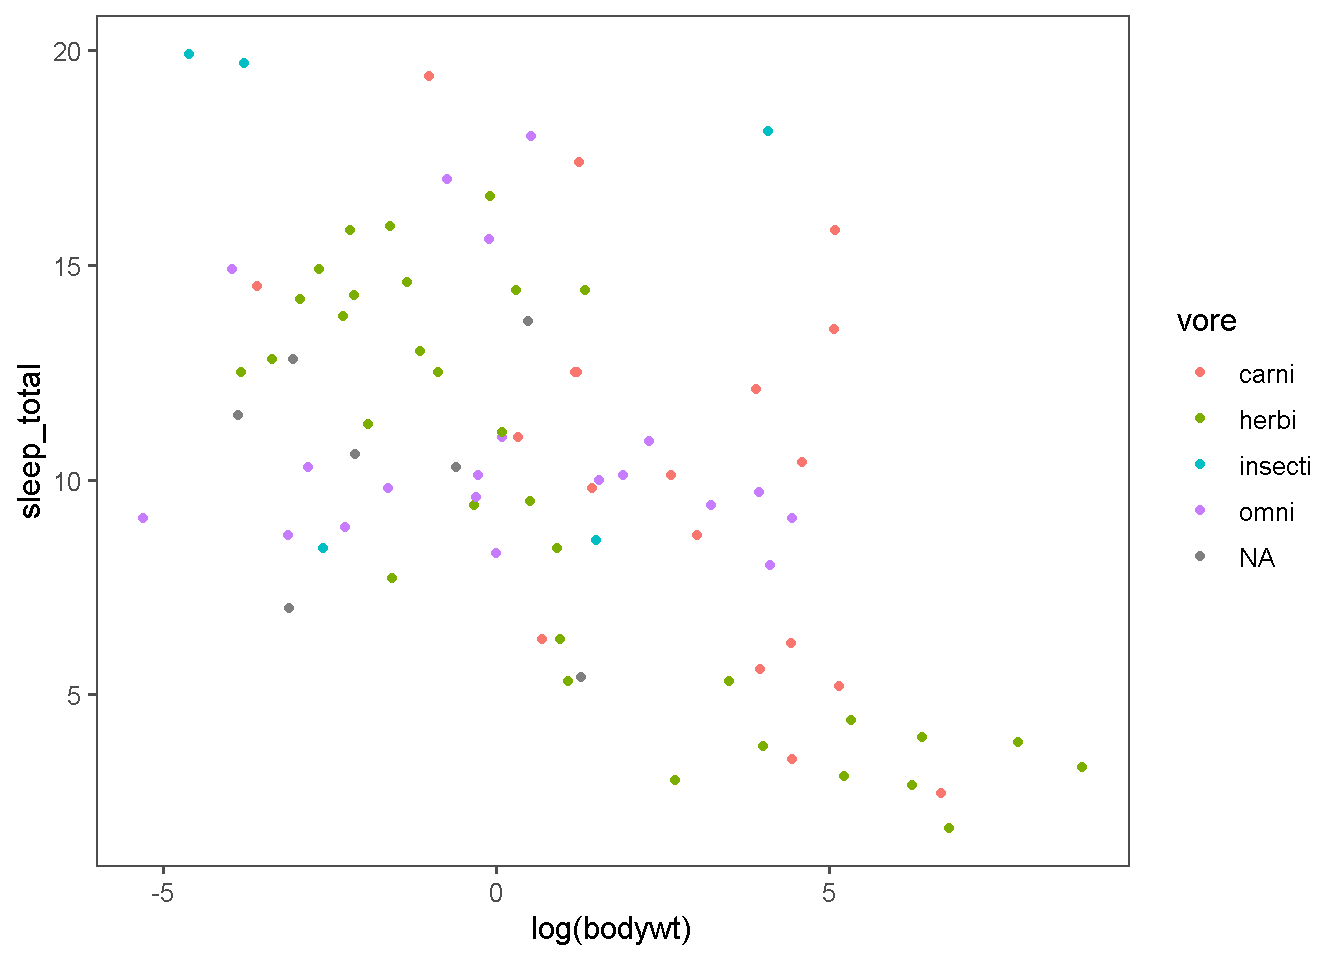 20
15
10
5
sleep_total
-5
0
5
log(bodywt)
vore
carni
herbi
insecti
omni
NA